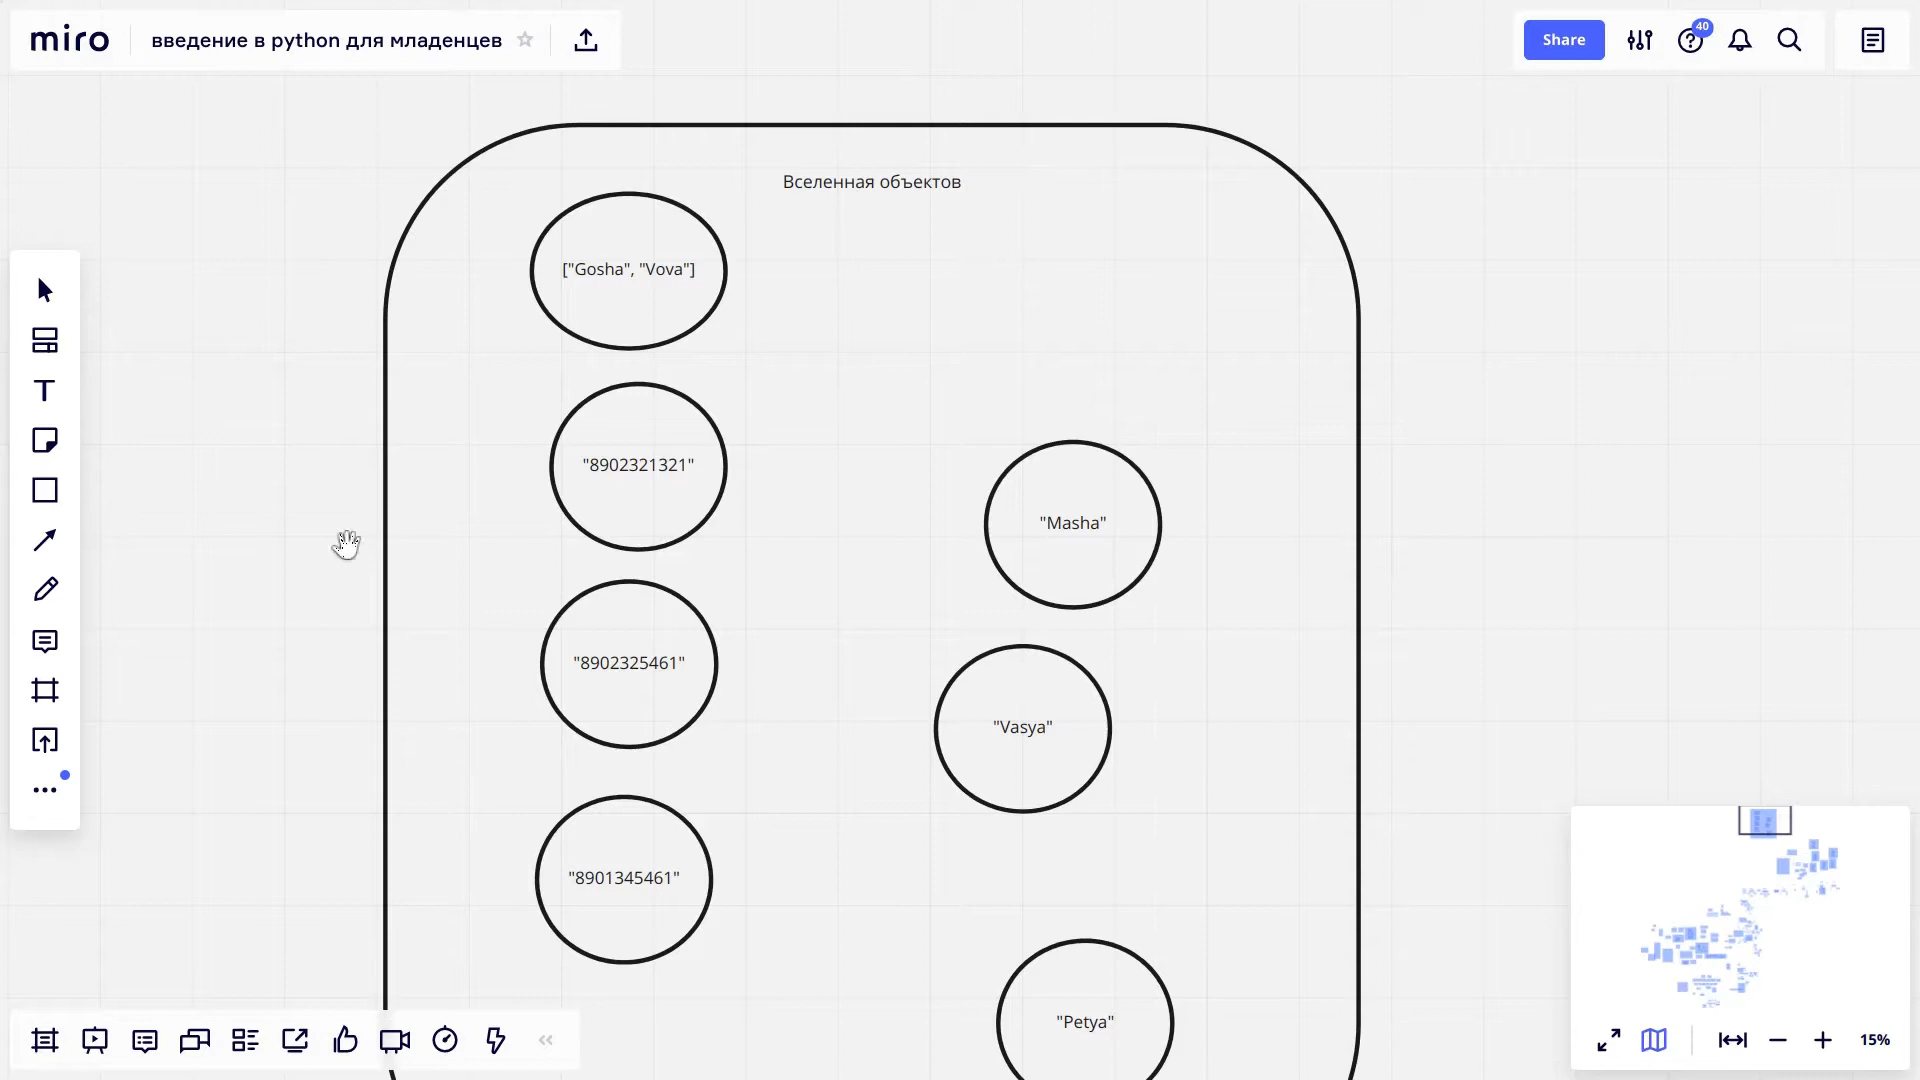 miro
введение в python для младенцев
Share
40
Вселенная объектов
["Gosha", "Vova"]
"8902321321"
"Masha"
"8902325461"
"Vasya"
"8901345461"
"Petya"
15%